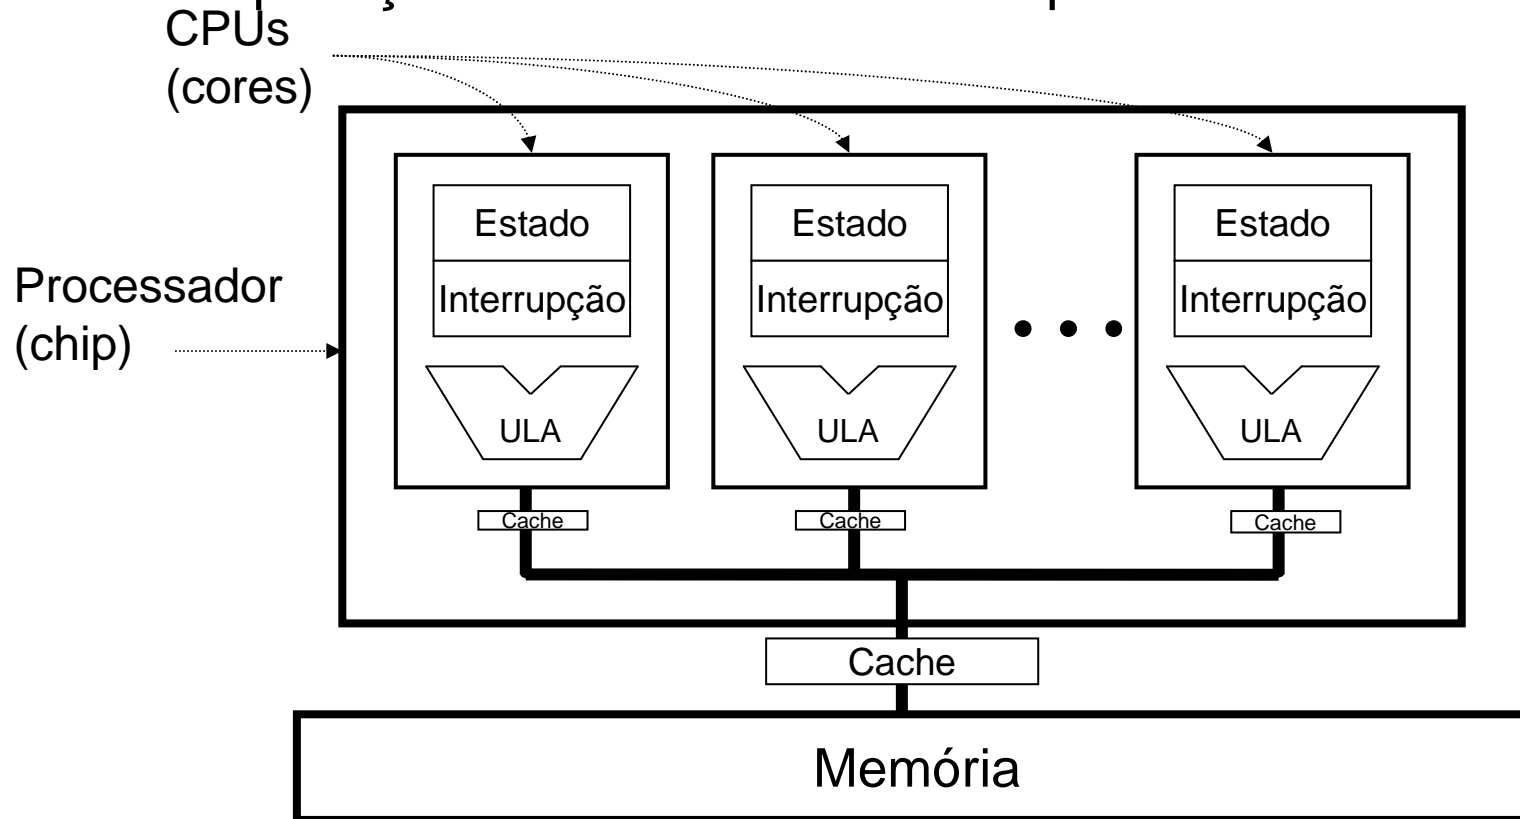 CPUs
(cores)
Estado
Estado
Estado
Processador
(chip)
Interrupção
Interrupção
Interrupção
ULA
ULA
ULA
Cache
Cache
Cache
Cache
Memória